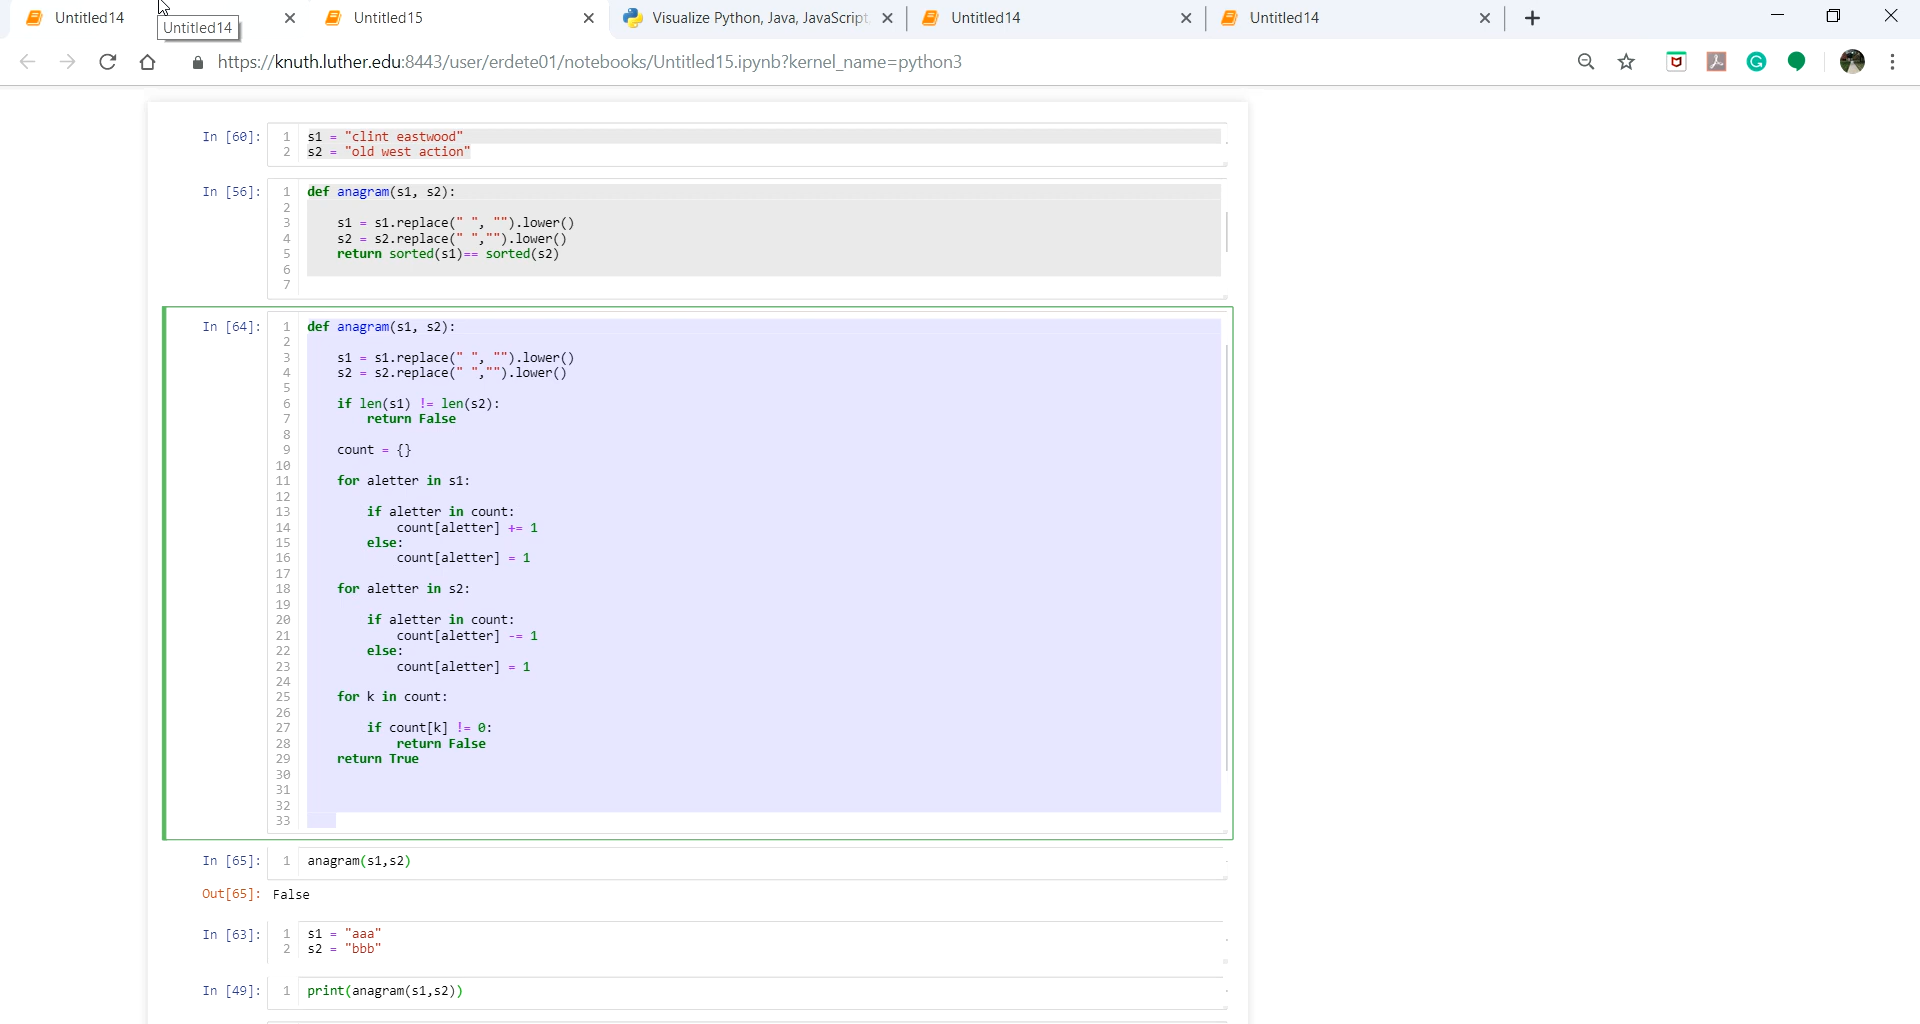 Untitled14
Untitled15
Visualize Python, Java, JavaScript
Untitled14
Untitled14
Untitled14
https://knuth.luther.edu:8443/user/erdete01/notebooks/Untitled15.ipynb?kernel_name=python3
In [60]:
1 s1 = "clint eastwood"
2 s2 = "old west action"
In [56]:
1 def anagram(s1, s2):
2
3 s1 = s1.replace(" ", "").lower()
4 s2 = s2.replace(" ","").lower()
5 return sorted(s1)== sorted(s2)
6
7
In [64]:
1 def anagram(s1, s2):
2
3 s1 = s1.replace(" ", "").lower()
4 s2 = s2.replace(" ","").lower()
5
6 if len(s1) != len(s2):
7 return False
8
9 count = {}
10
11 for aletter in s1:
12
13 if aletter in count:
14 count[aletter] += 1
15 else:
16 count[aletter] = 1
17
18 for aletter in s2:
19
20 if aletter in count:
21 count[aletter] -= 1
22 else:
23 count[aletter] = 1
24
25 for k in count:
26
27 if count[k] != 0:
28 return False
29 return True
30
31
32
33
In [65]:
1 anagram(s1,s2)
Out[65]: False
In [63]:
1 s1 = "aaa"
2 s2 = "bbb"
In [49]:
1 print(anagram(s1,s2))